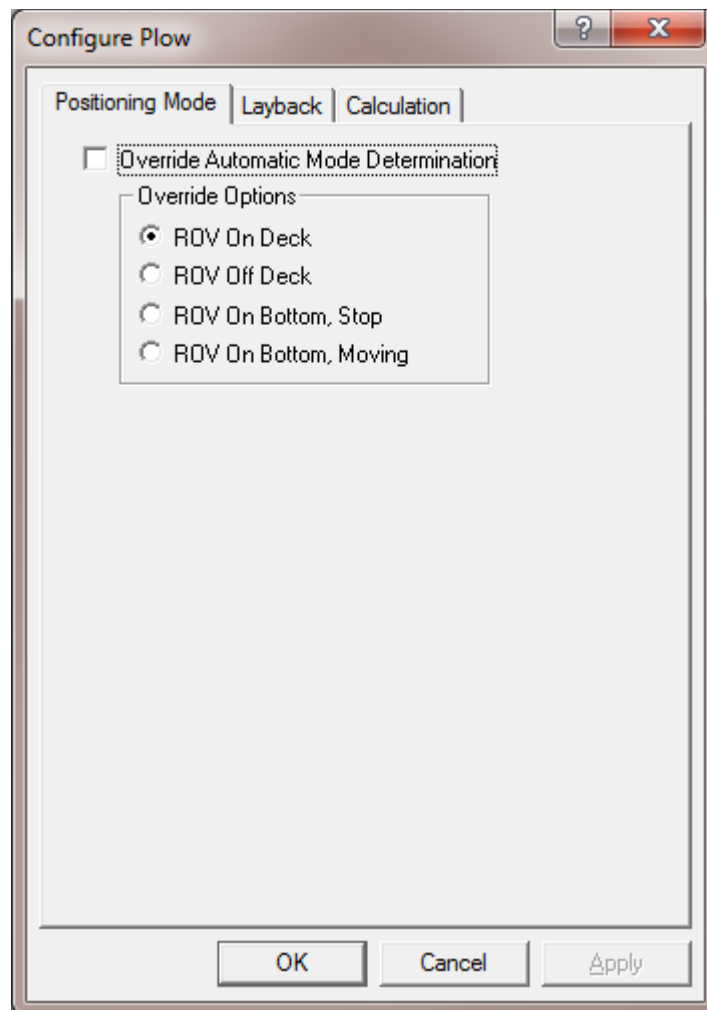 Configure Plow
Positioning Mode Layback Calculation
Override Automatic Mode Determination
Override Options
ROV On Deck
ROV Off Deck
ROV On Bottom, Stop
ROV On Bottom, Moving
OK Cancel Apply